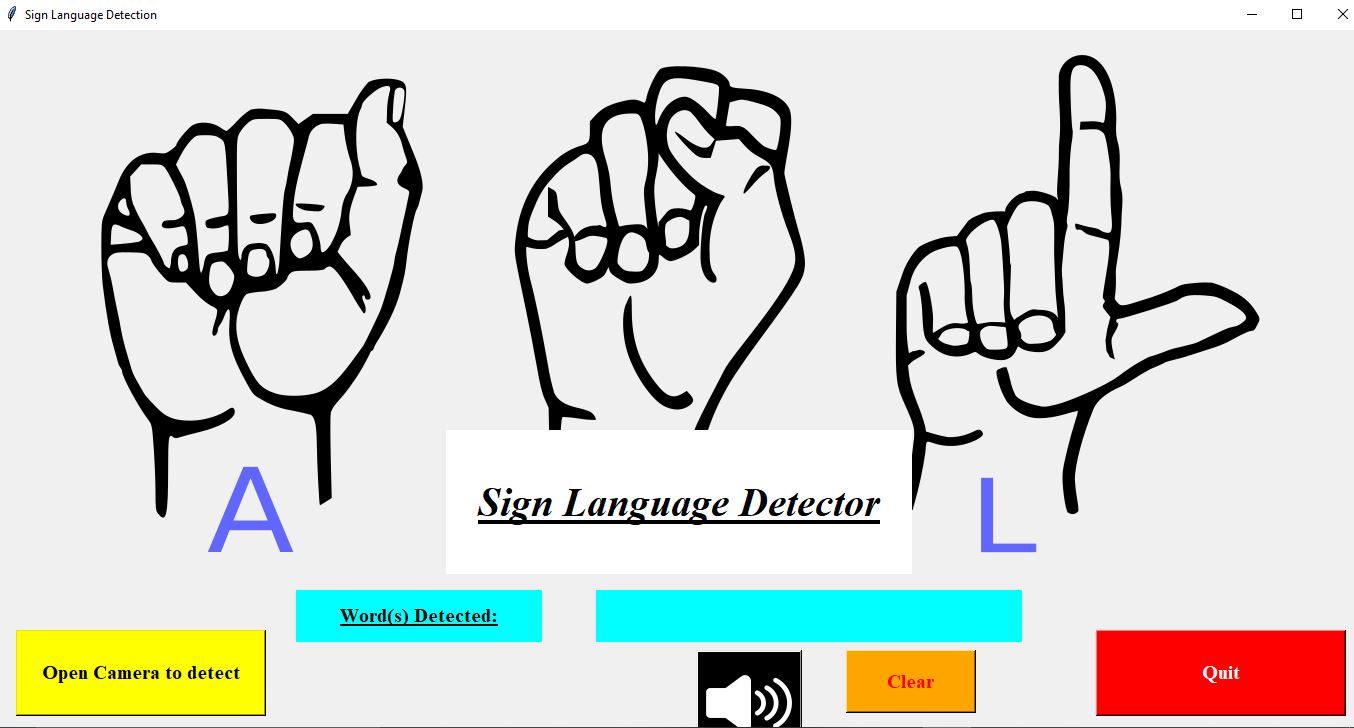 Sign Language Detection
A
L
Sign Language Detector
Word(s) Detected:
Open Camera to detect
Clear
Quit